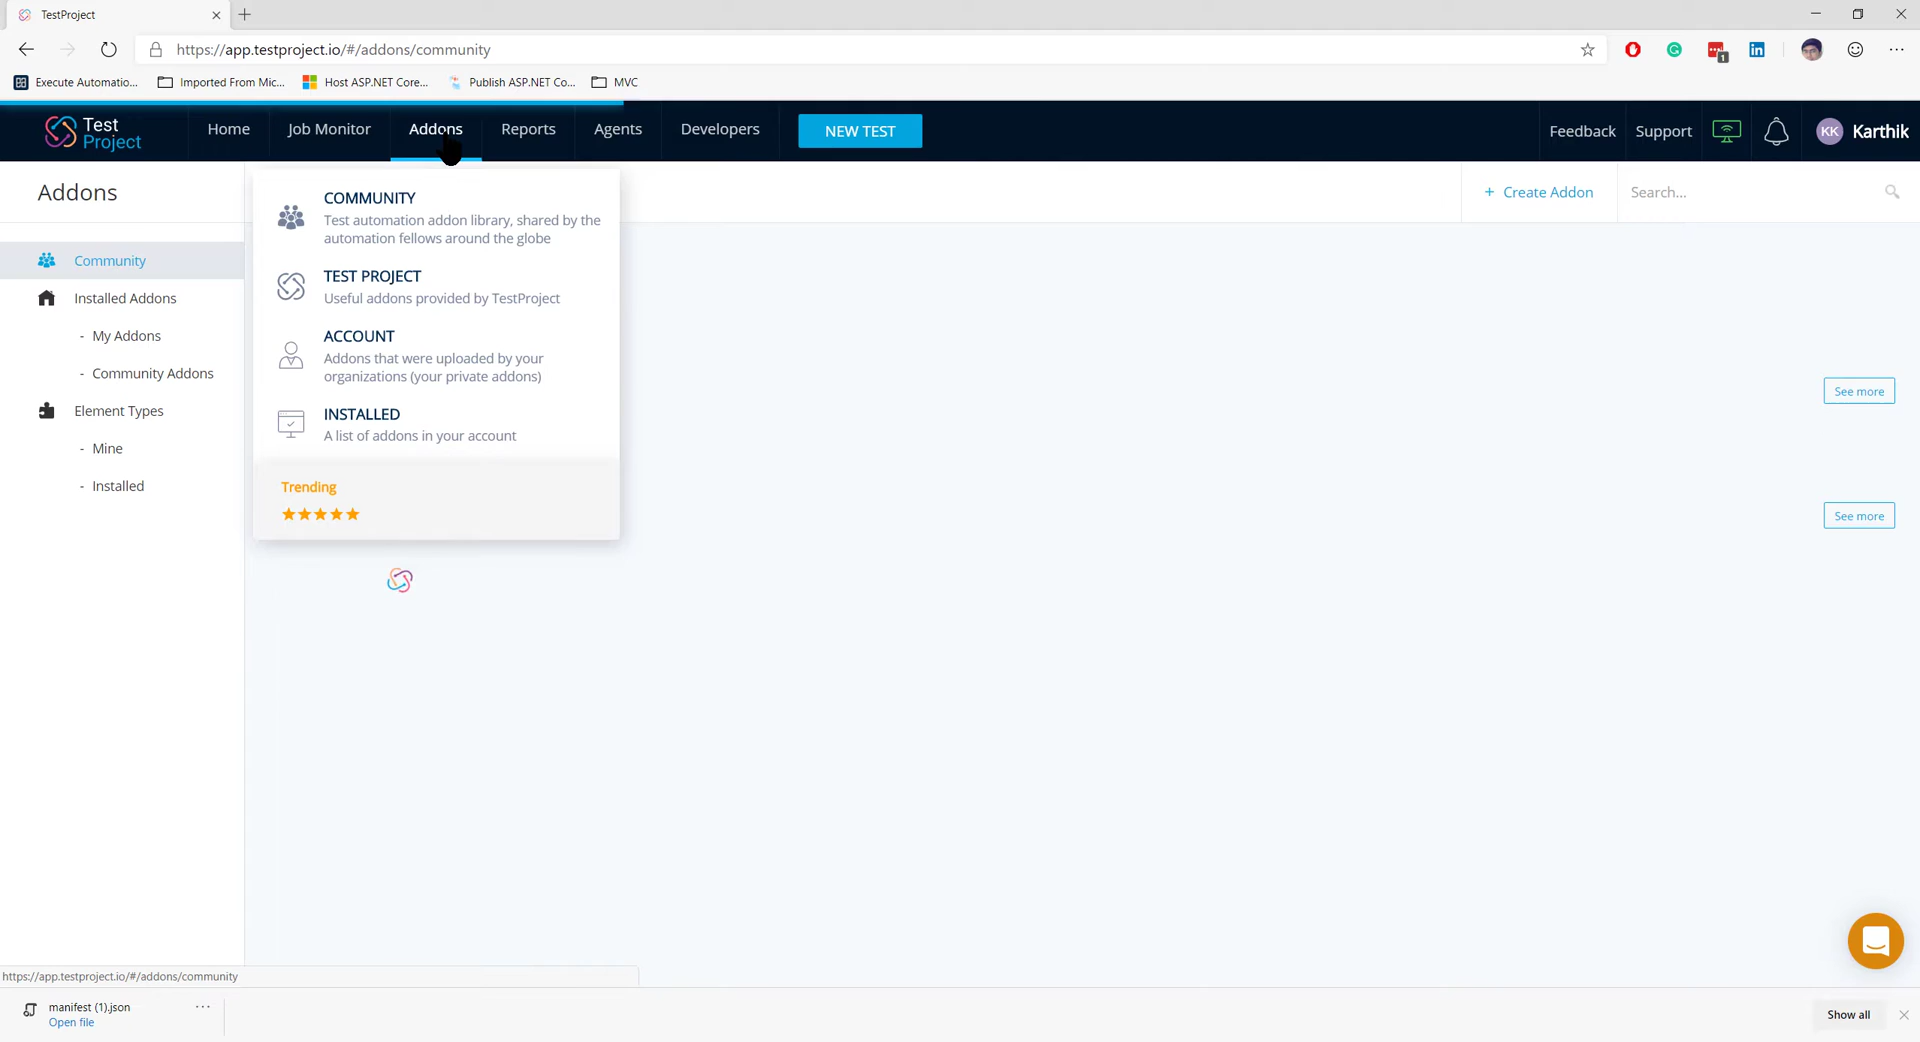 TestProject
https://app.testproject.io/#/addons/community
Execute Automatio...
Imported From Mic...
Host ASP.NET Core...
Publish ASP.NET Co...
MVC
1
Test
Project
Home
Job Monitor
Addons
Reports
Agents
Developers
NEW TEST
Feedback
Support
KK
Karthik
Addons
+ Create Addon
Search...
Community
Installed Addons
- My Addons
- Community Addons
Element Types
- Mine
- Installed
COMMUNITY
Test automation addon library, shared by the
automation fellows around the globe
TEST PROJECT
Useful addons provided by TestProject
ACCOUNT
Addons that were uploaded by your
organizations (your private addons)
INSTALLED
A list of addons in your account
Trending
See more
See more
https://app.testproject.io/#/addons/community
manifest (1).json
Open file
Show all